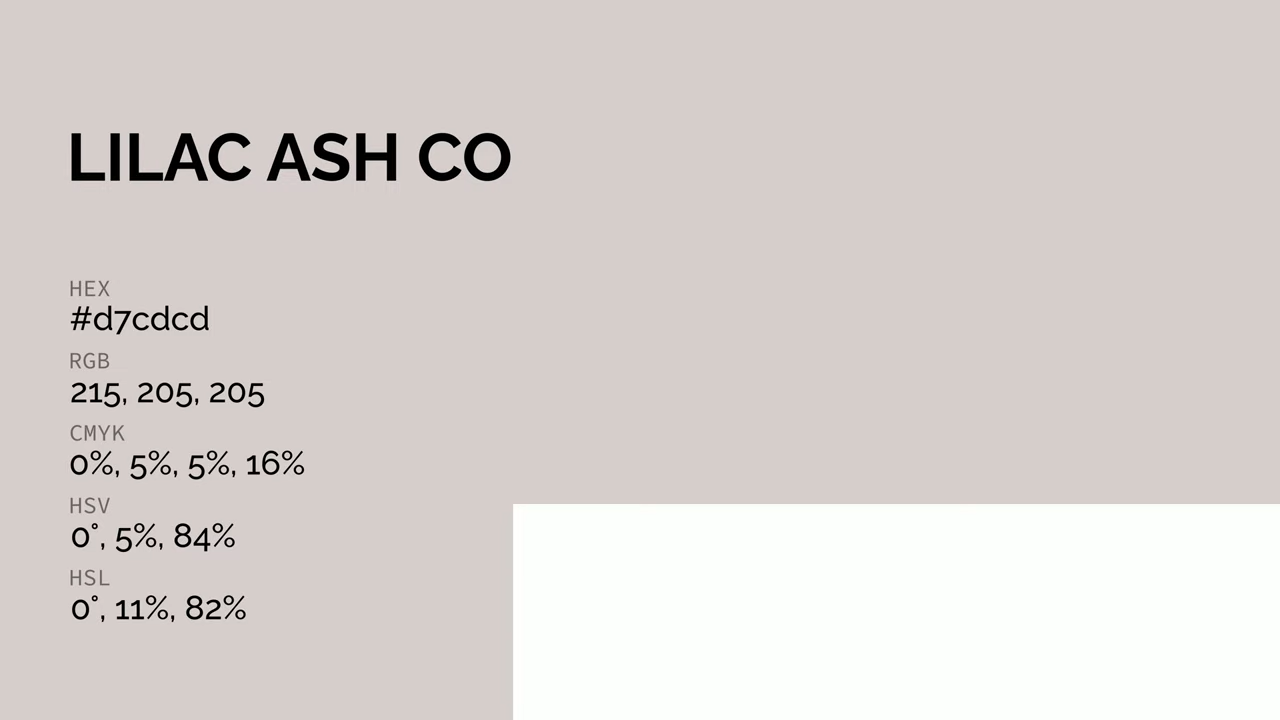 LILAC ASH CO
HEX
#d7cdcd
RGB
215, 205, 205
CMYK
0%, 5%, 5%, 16%
HSV
0°, 5%, 84%
HSL
0°, 11%, 82%